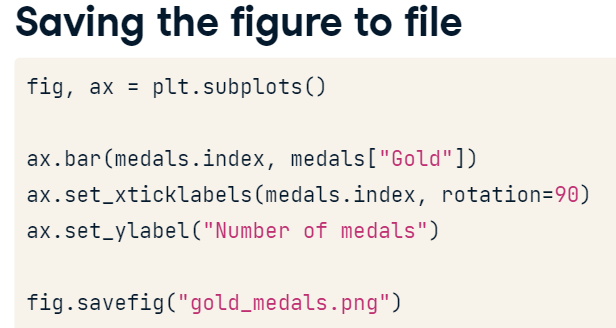 Saving the figure to file
fig, ax = plt.subplots()
ax.bar(medals.index, medals["Gold"])
ax.set_xticklabels(medals.index, rotation=90)
ax.set_ylabel("Number of medals")
fig.savefig("gold_medals.png")